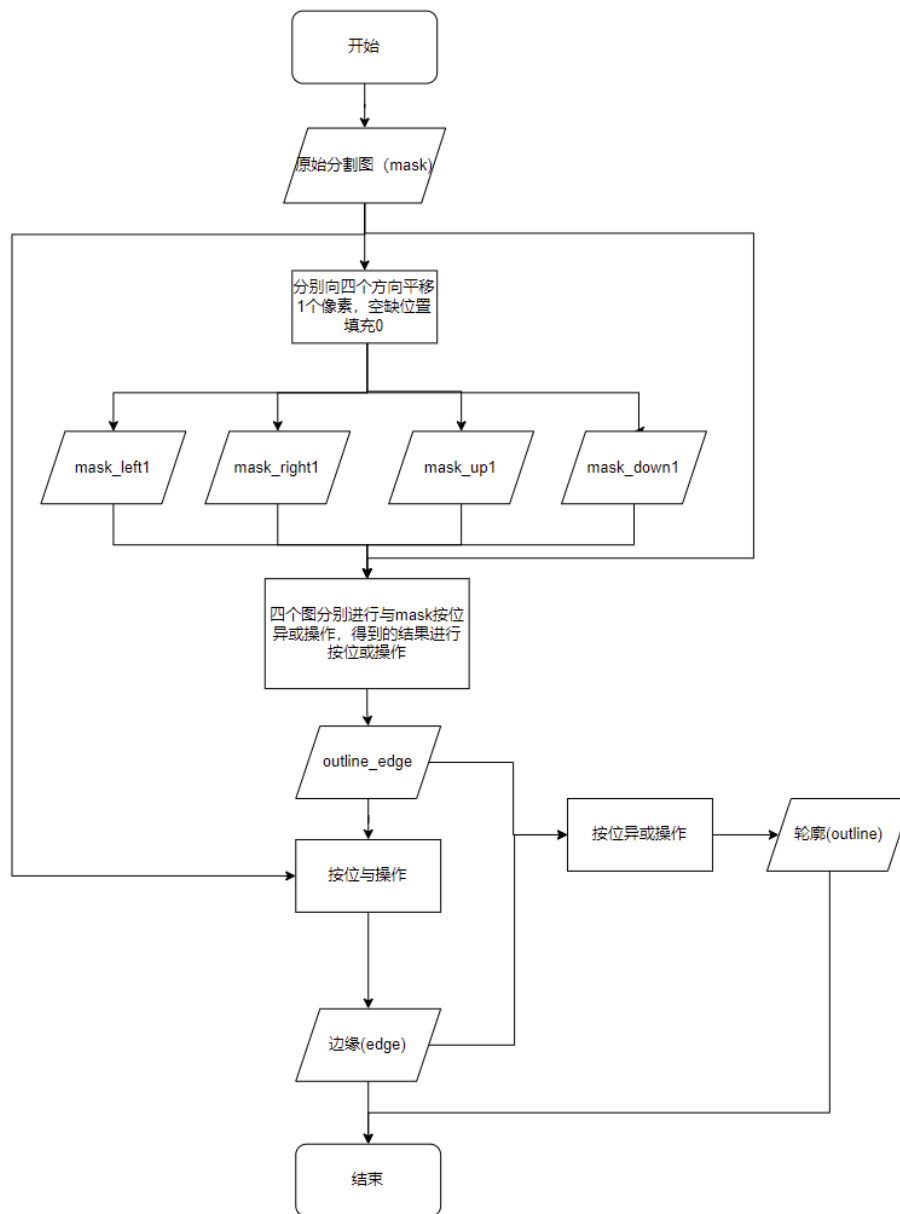 开始
原始分割图（mask)
分别向四个方向平移
1个像素，空缺位置
填充0
mask_left1
mask_right1
mask_up1
mask_down1
四个图分别进行与mask按位
异或操作，得到的结果进行
按位或操作
outline_edge
按位异或操作
轮廓(outline)
按位与操作
边缘(edge)
结束